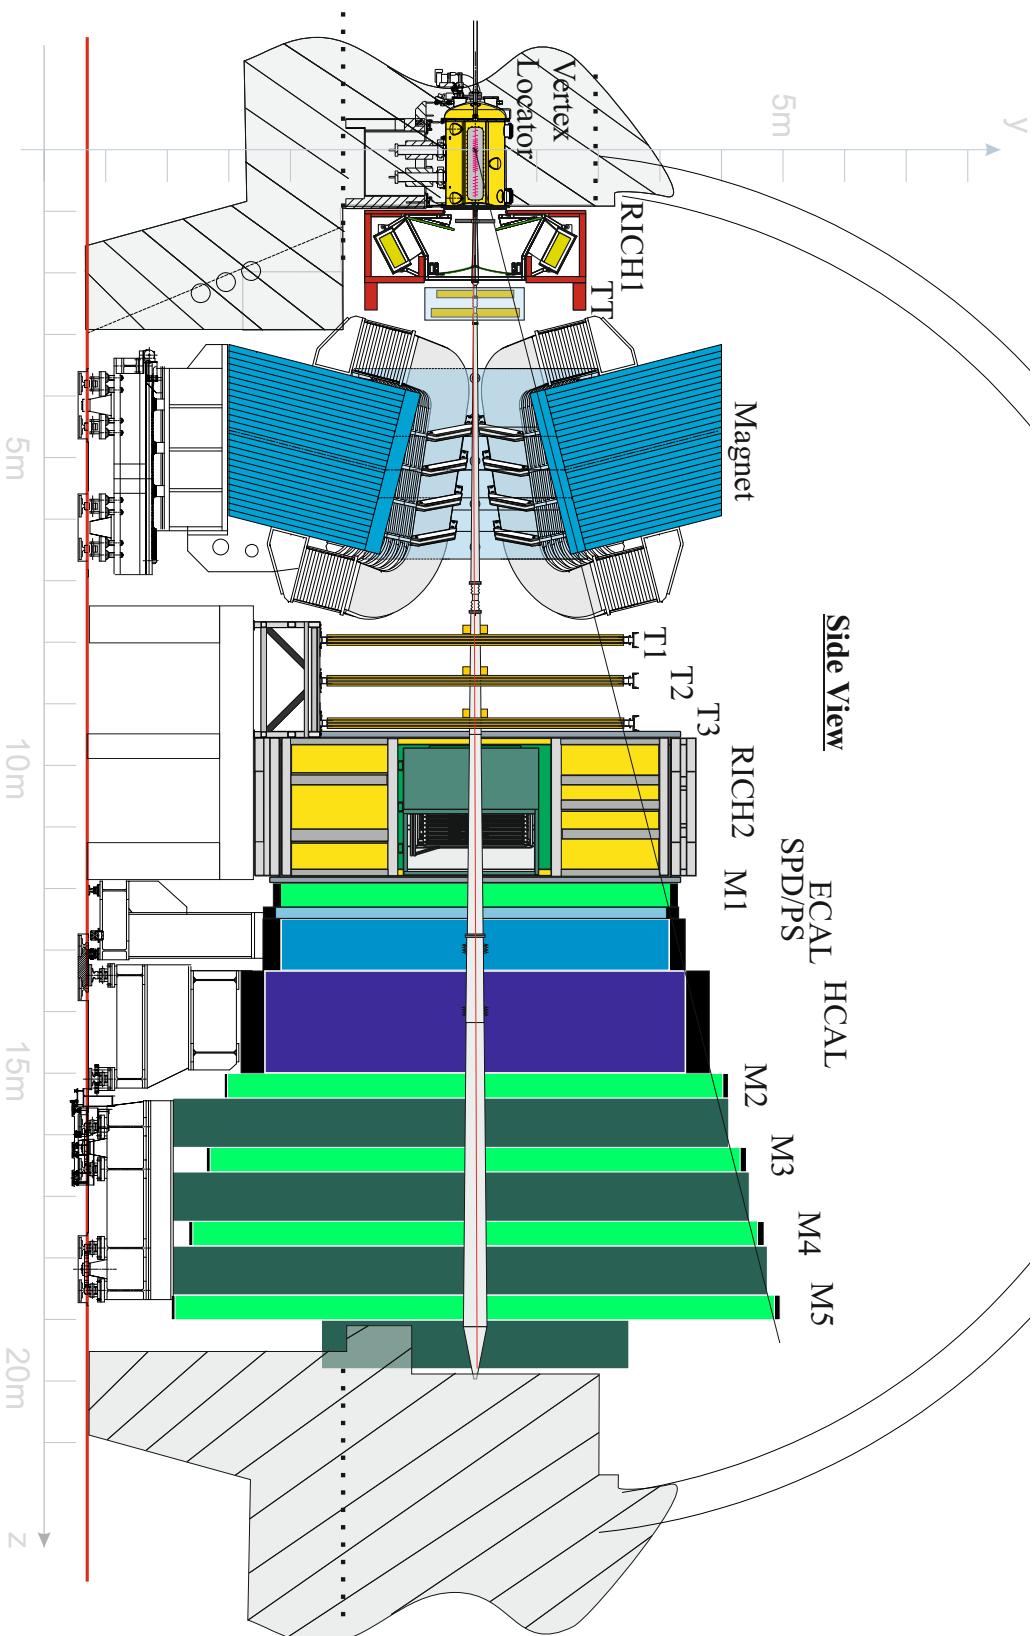 Side View
y
5m
Vertex
Locator
RICH1
TT
Magnet
T1
T2
T3
RICH2
M1
SPD/PS
ECAL
HCAL
M2
M3
M4
M5
5m
10m
15m
20m
z